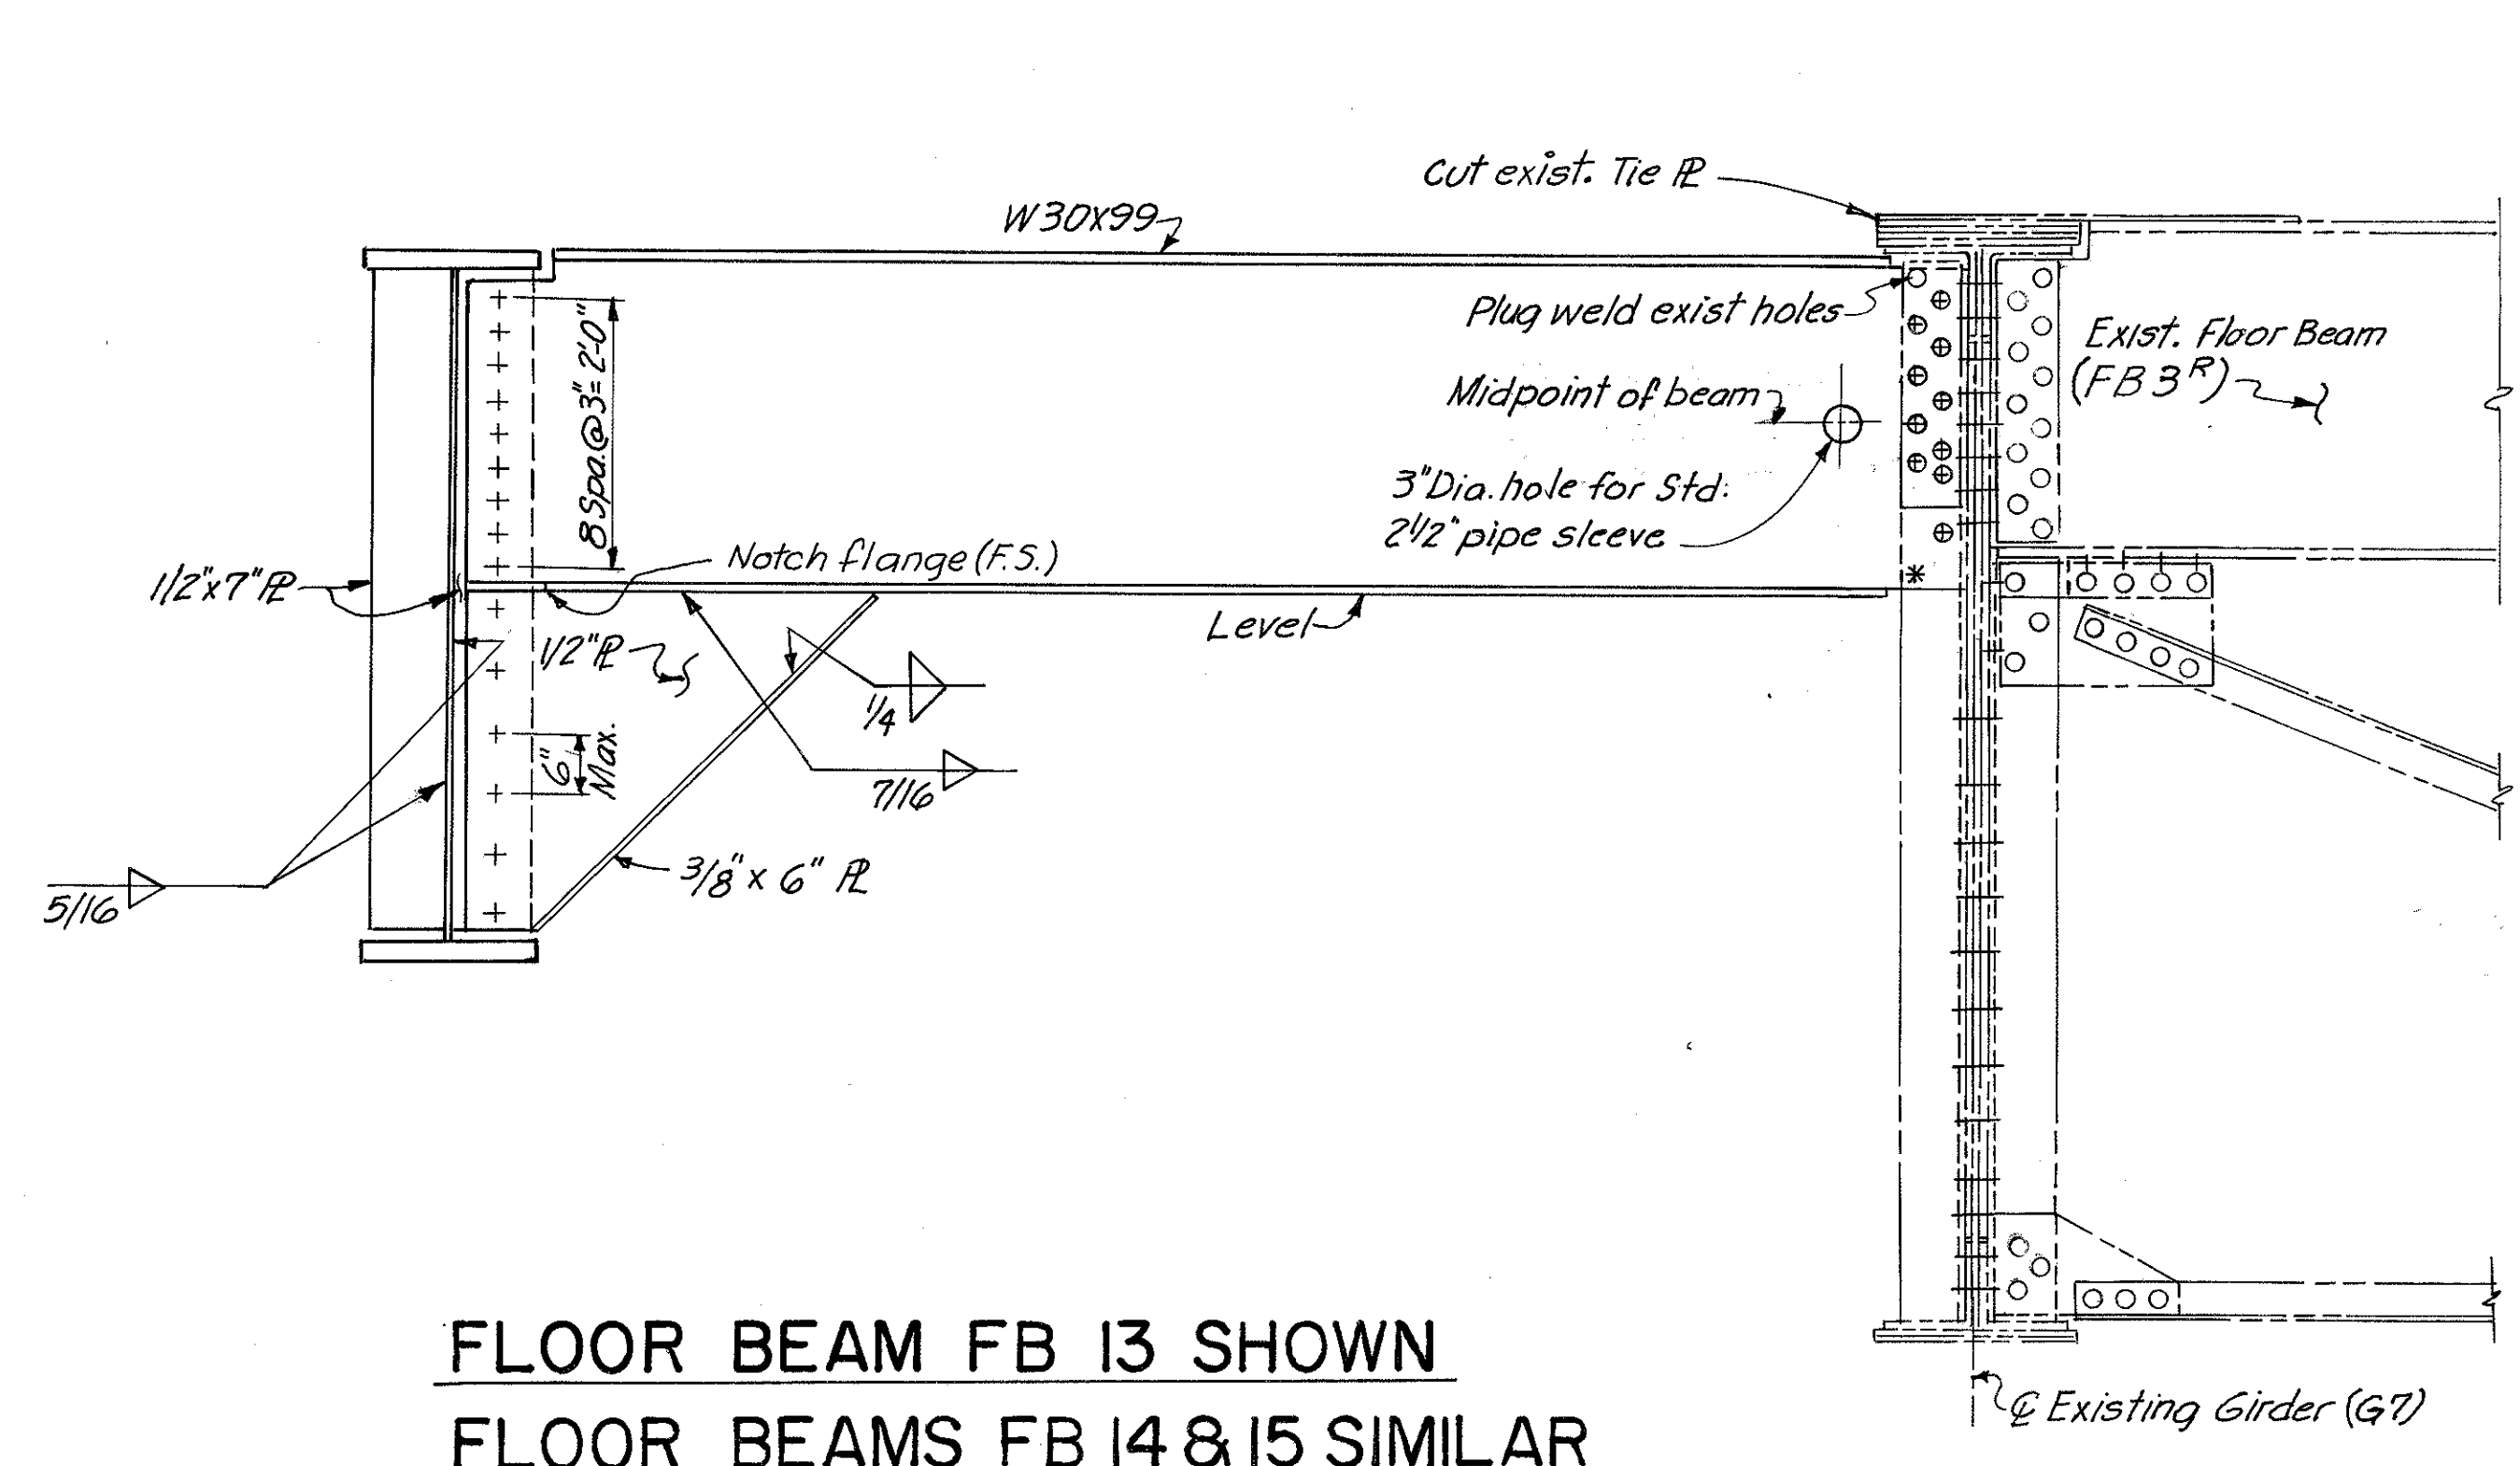 Cut exist. Tie PL
W30x99
Plug weld exist holes
Exist. Floor Beam
(FB 3R)
Midpoint of beam
8 Spa. @ 3" = 2'-0"
3" Dia. hole for Std.
2 1/2" pipe sleeve
Notch flange (F.S.)
1/2" x 7" PL
Level
1/2" PL
1/4
6"
Max.
7/16
3/8" x 6" PL
5/16
*
FLOOR BEAM FB 13 SHOWN
FLOOR BEAMS FB 14 & 15 SIMILAR
CL Existing Girder (G7)